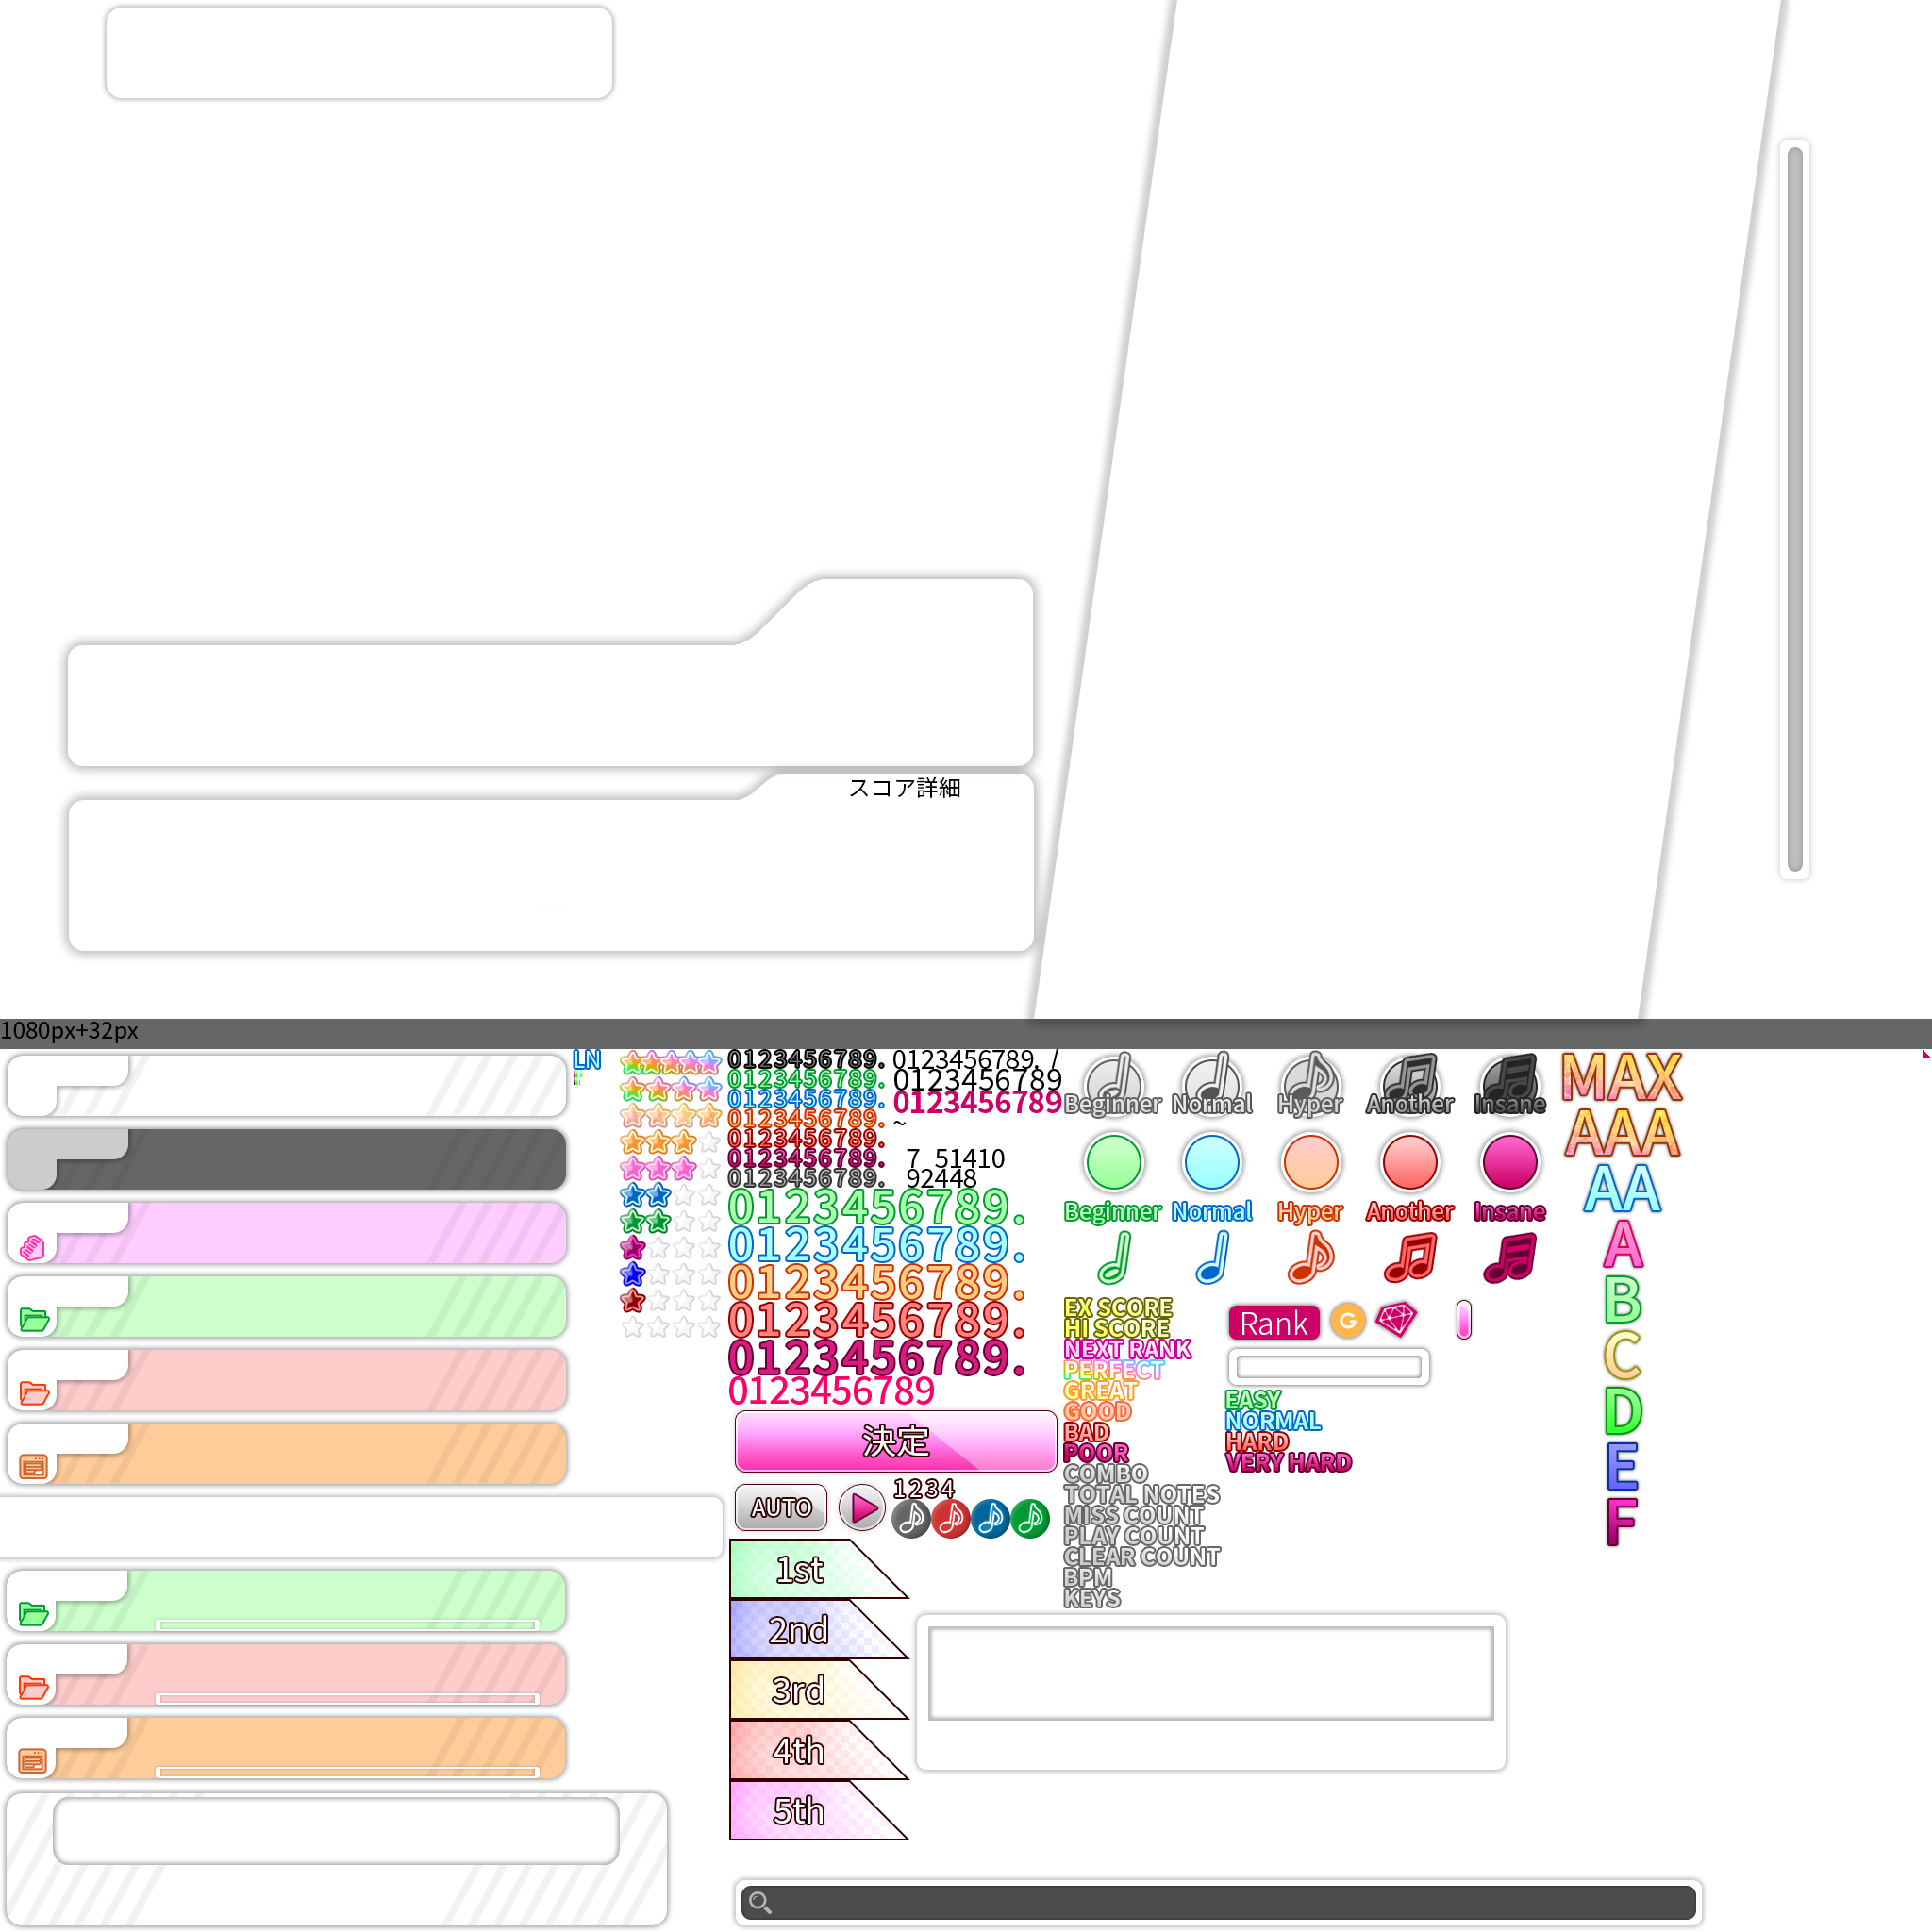 スコア詳細
1080px+32px
LN
0123456789.
0123456789.
0123456789.
0123456789.
0123456789.
0123456789.
0123456789.
0123456789. /
0123456789
0123456789
~
7 51410
92448
0123456789.
0123456789.
0123456789.
0123456789.
0123456789.
0123456789
決定
AUTO
1234
1st
2nd
3rd
4th
5th
Beginner Normal Hyper Another Insane
Beginner Normal Hyper Another Insane
EX SCORE
HI SCORE
NEXT RANK
PERFECT
GREAT
GOOD
BAD
POOR
COMBO
TOTAL NOTES
MISS COUNT
PLAY COUNT
CLEAR COUNT
BPM
KEYS
Rank
G
EASY
NORMAL
HARD
VERY HARD
MAX
AAA
AA
A
B
C
D
E
F